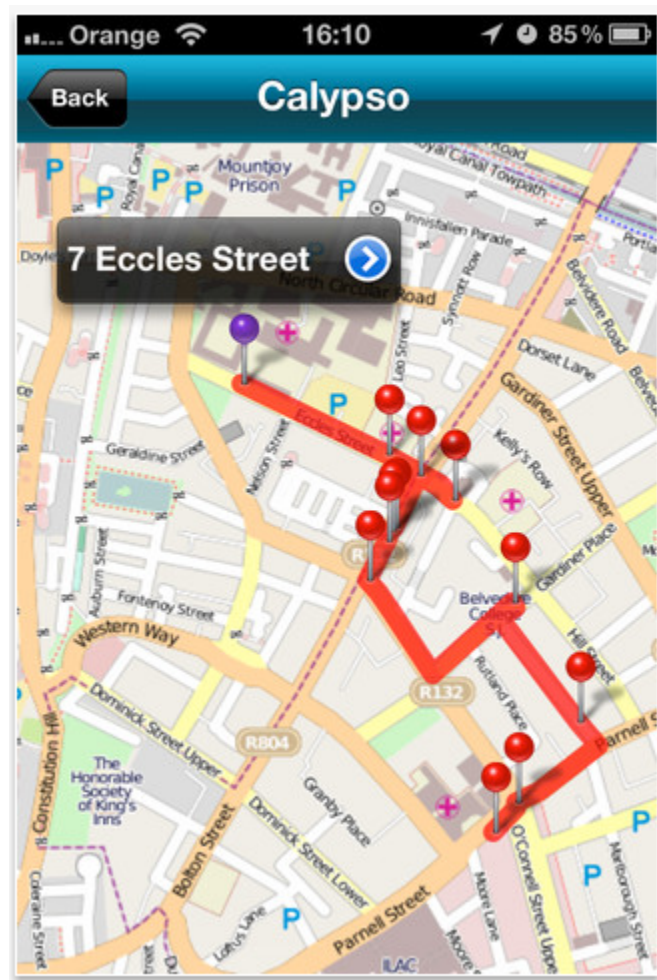 Orange
16:10
85%
Back
Calypso
Road
Royal Canal
Towpath
P
P
P
P
P
Mountjoy
Prison
Innisfallen Parade
7 Eccles Street
North Circular Road
Synnott Row
Belvidere Road
Leo Street
Dorset Lane
P
Eccles Street
Gardiner Street Upper
Kelly's Row
Geraldine Street
Nelson Street
Auburn Street
Gardiner Place
Fontenoy Street
Belvedere
College
S.J.
Hill Street
Western Way
Rutland Place
R132
Parnell St
Dominick Street Upper
R804
Constitution Hill
The
Honorable
Society
of King's
Inns
Granby
Place
Dominick Street Lower
Bolton Street
O'Connell Street Upper
P
Marlborough Street
P
Coleraine Street
Loftus Lane
P
Parnell Street
Moore Lane
Moore
ILAC